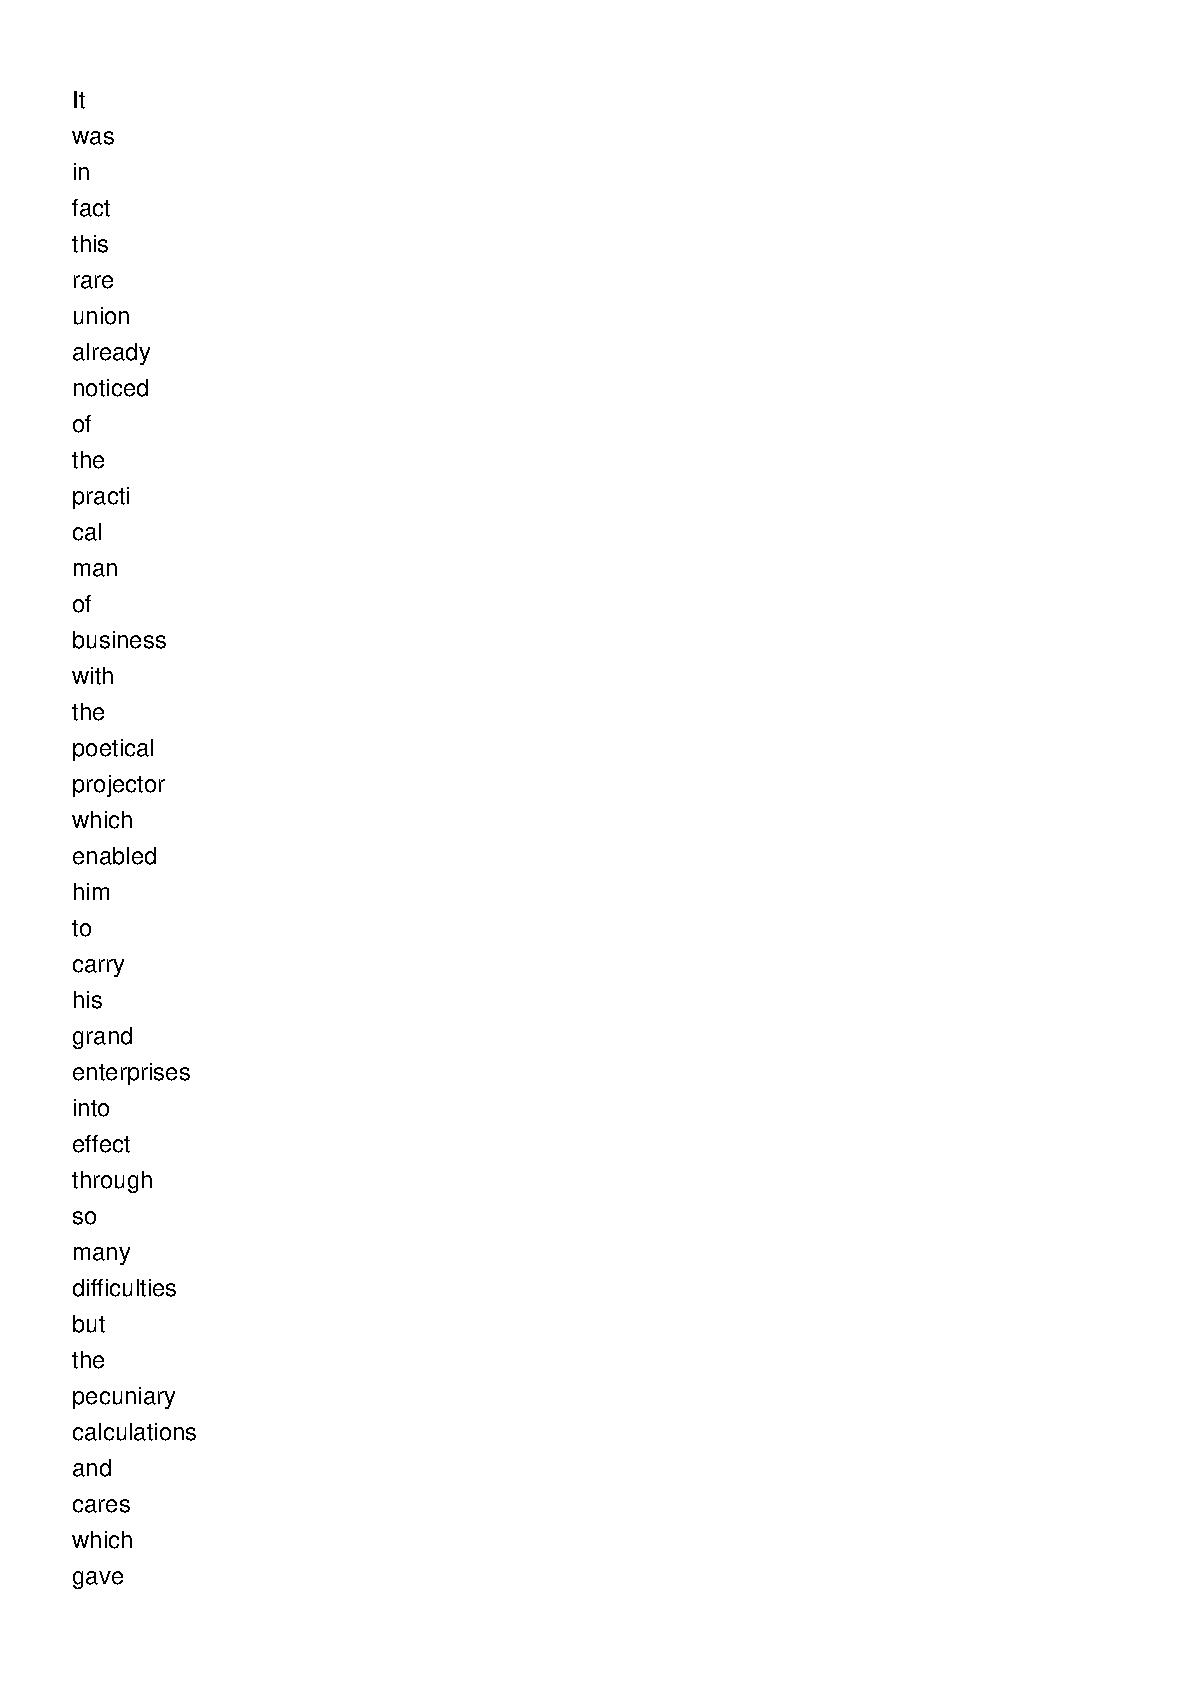 It
was
in
fact
this
rare
union
already
noticed
of
the
practi
cal
man
of
business
with
the
poetical
projector
which
enabled
him
to
carry
his
grand
enterprises
into
effect
through
so
many
difficulties
but
the
pecuniary
calculations
and
cares
which
gave